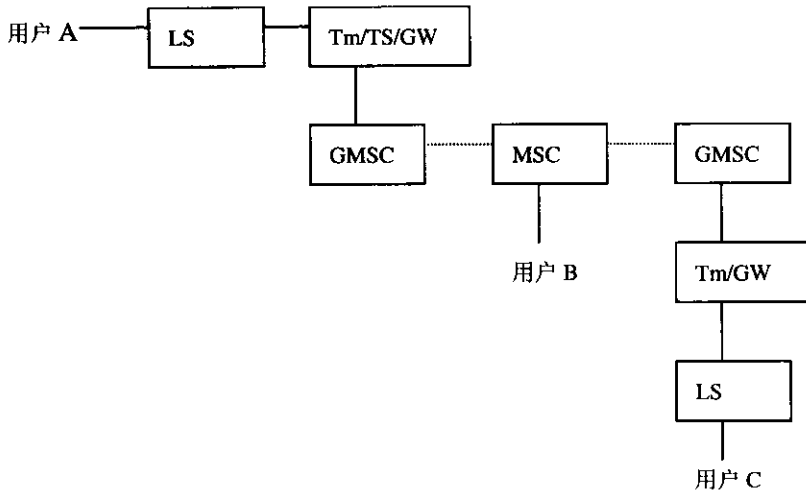 用户 A
LS
Tm/TS/GW
GMSC
MSC
GMSC
用户 B
Tm/GW
LS
用户 C